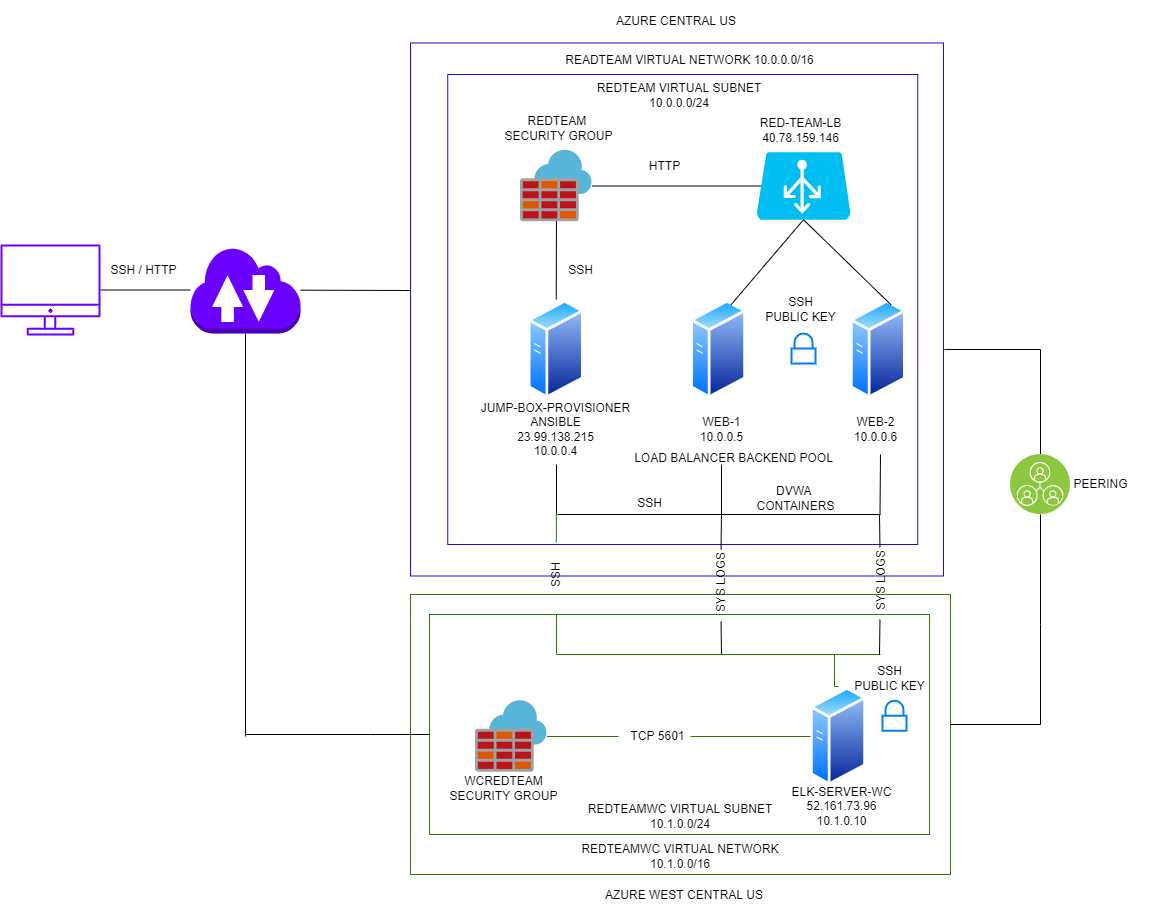 AZURE CENTRAL US
READTEAM VIRTUAL NETWORK 10.0.0.0/16
REDTEAM VIRTUAL SUBNET
10.0.0.0/24
REDTEAM
SECURITY GROUP
RED-TEAM-LB
40.78.159.146
HTTP
SSH / HTTP
SSH
SSH
PUBLIC KEY
JUMP-BOX-PROVISIONER
ANSIBLE
23.99.138.215
10.0.0.4
WEB-1
10.0.0.5
WEB-2
10.0.0.6
LOAD BALANCER BACKEND POOL
SSH
DVWA
CONTAINERS
PEERING
SSH
SYS LOGS
SYS LOGS
SSH
PUBLIC KEY
TCP 5601
WCREDTEAM
SECURITY GROUP
ELK-SERVER-WC
52.161.73.96
10.1.0.10
REDTEAMWC VIRTUAL SUBNET
10.1.0.0/24
REDTEAMWC VIRTUAL NETWORK
10.1.0.0/16
AZURE WEST CENTRAL US